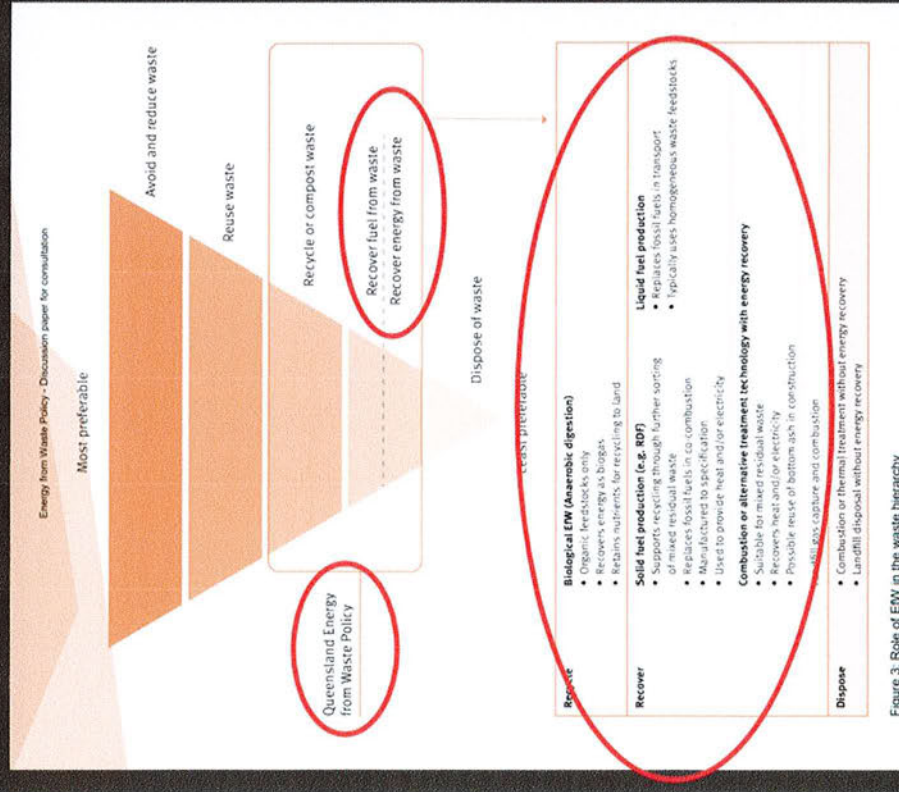 Energy from Waste Policy - Discussion paper for consultation
Most preferable
Avoid and reduce waste
Reuse waste
Recycle or compost waste
Recover fuel from waste
Recover energy from waste
Queensland Energy
from Waste Policy
Dispose of waste
Least preferable
Recycle
Biological EfW (Anaerobic digestion)
• Organic feedstocks only
• Recovers energy as biogas
• Retains nutrients for recycling to land
Recover
Solid fuel production (e.g. RDF)
• Supports recycling through further sorting
of mixed residual waste
• Replaces fossil fuels in co-combustion
• Manufactured to specification
• Used to provide heat and/or electricity
Liquid fuel production
• Replaces fossil fuels in transport
• Typically uses homogeneous waste feedstocks
Combustion or alternative treatment technology with energy recovery
• Suitable for mixed residual waste
• Recovers heat and/or electricity
• Possible reuse of bottom ash in construction
Landfill gas capture and combustion
Dispose
• Combustion or thermal treatment without energy recovery
• Landfill disposal without energy recovery
Figure 3: Role of EfW in the waste hierarchy